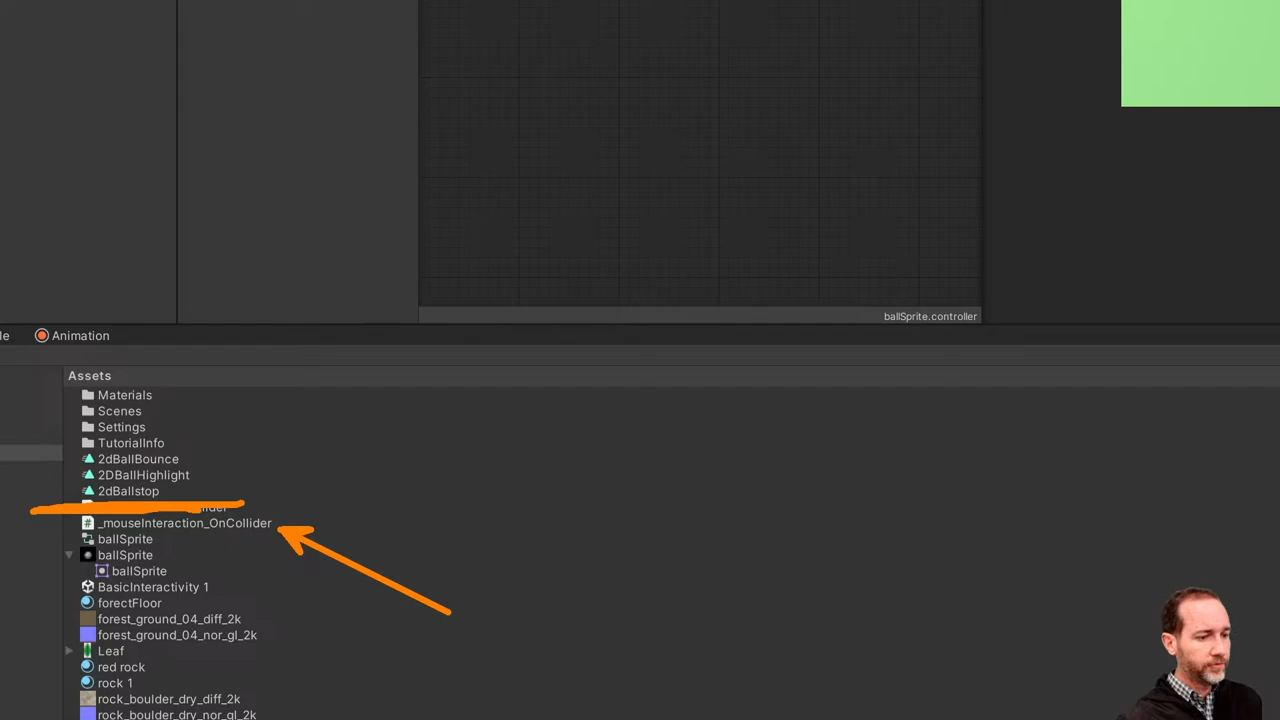 ballSprite.controller
le
Animation
Assets
Materials
Scenes
Settings
TutorialInfo
2dBallBounce
2DBallHighlight
2dBallstop
_mouseInteraction_OnCollider
ballSprite
ballSprite
ballSprite
BasicInteractivity 1
forectFloor
forest_ground_04_diff_2k
forest_ground_04_nor_gl_2k
Leaf
red rock
rock 1
rock_boulder_dry_diff_2k
rock_boulder_dry_nor_gl_2k